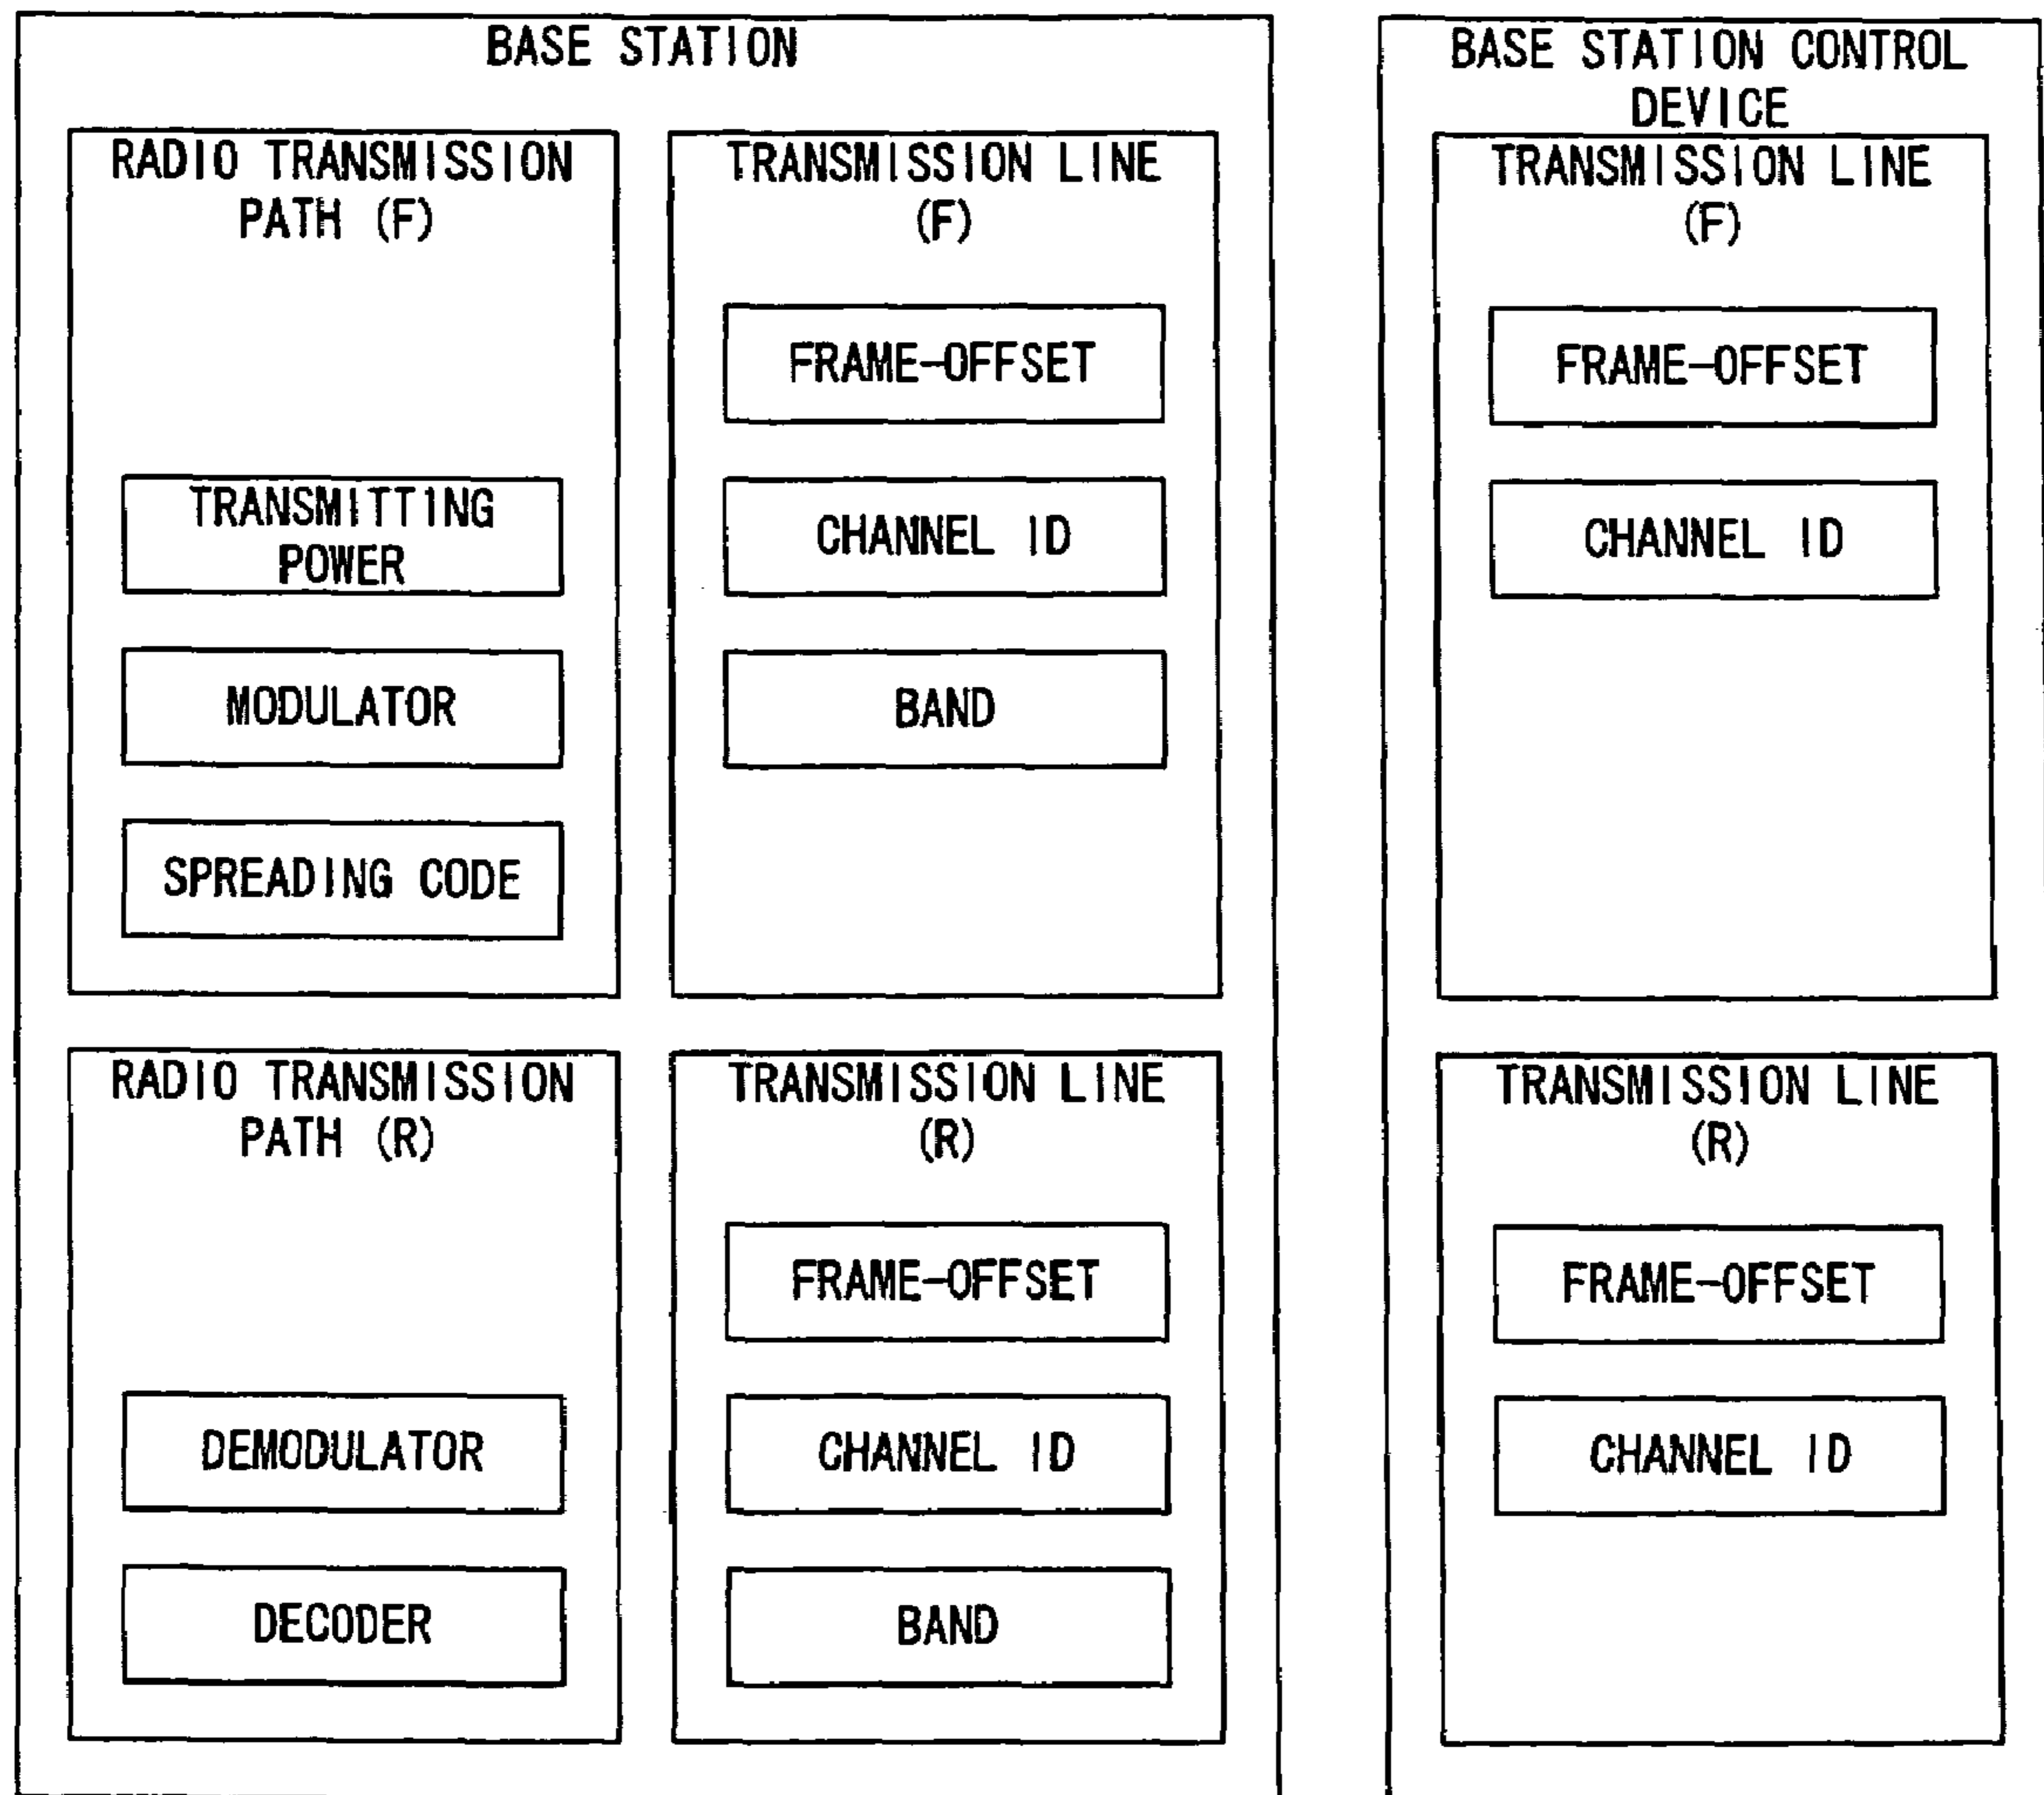 BASE STATION
RADIO TRANSMISSION
PATH (F)
TRANSMITTING
POWER
MODULATOR
SPREADING CODE
TRANSMISSION LINE
(F)
FRAME-OFFSET
CHANNEL ID
BAND
RADIO TRANSMISSION
PATH (R)
DEMODULATOR
DECODER
TRANSMISSION LINE
(R)
FRAME-OFFSET
CHANNEL ID
BAND
BASE STATION CONTROL
DEVICE
TRANSMISSION LINE
(F)
FRAME-OFFSET
CHANNEL ID
TRANSMISSION LINE
(R)
FRAME-OFFSET
CHANNEL ID